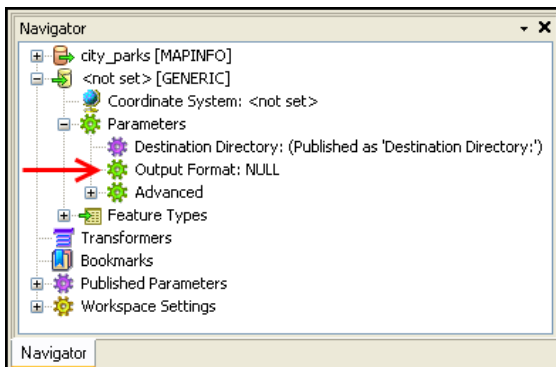 Navigator
city_parks [MAPINFO]
<not set> [GENERIC]
Coordinate System: <not set>
Parameters
Destination Directory: (Published as 'Destination Directory:')
Output Format: NULL
Advanced
Feature Types
Transformers
Bookmarks
Published Parameters
Workspace Settings
Navigator